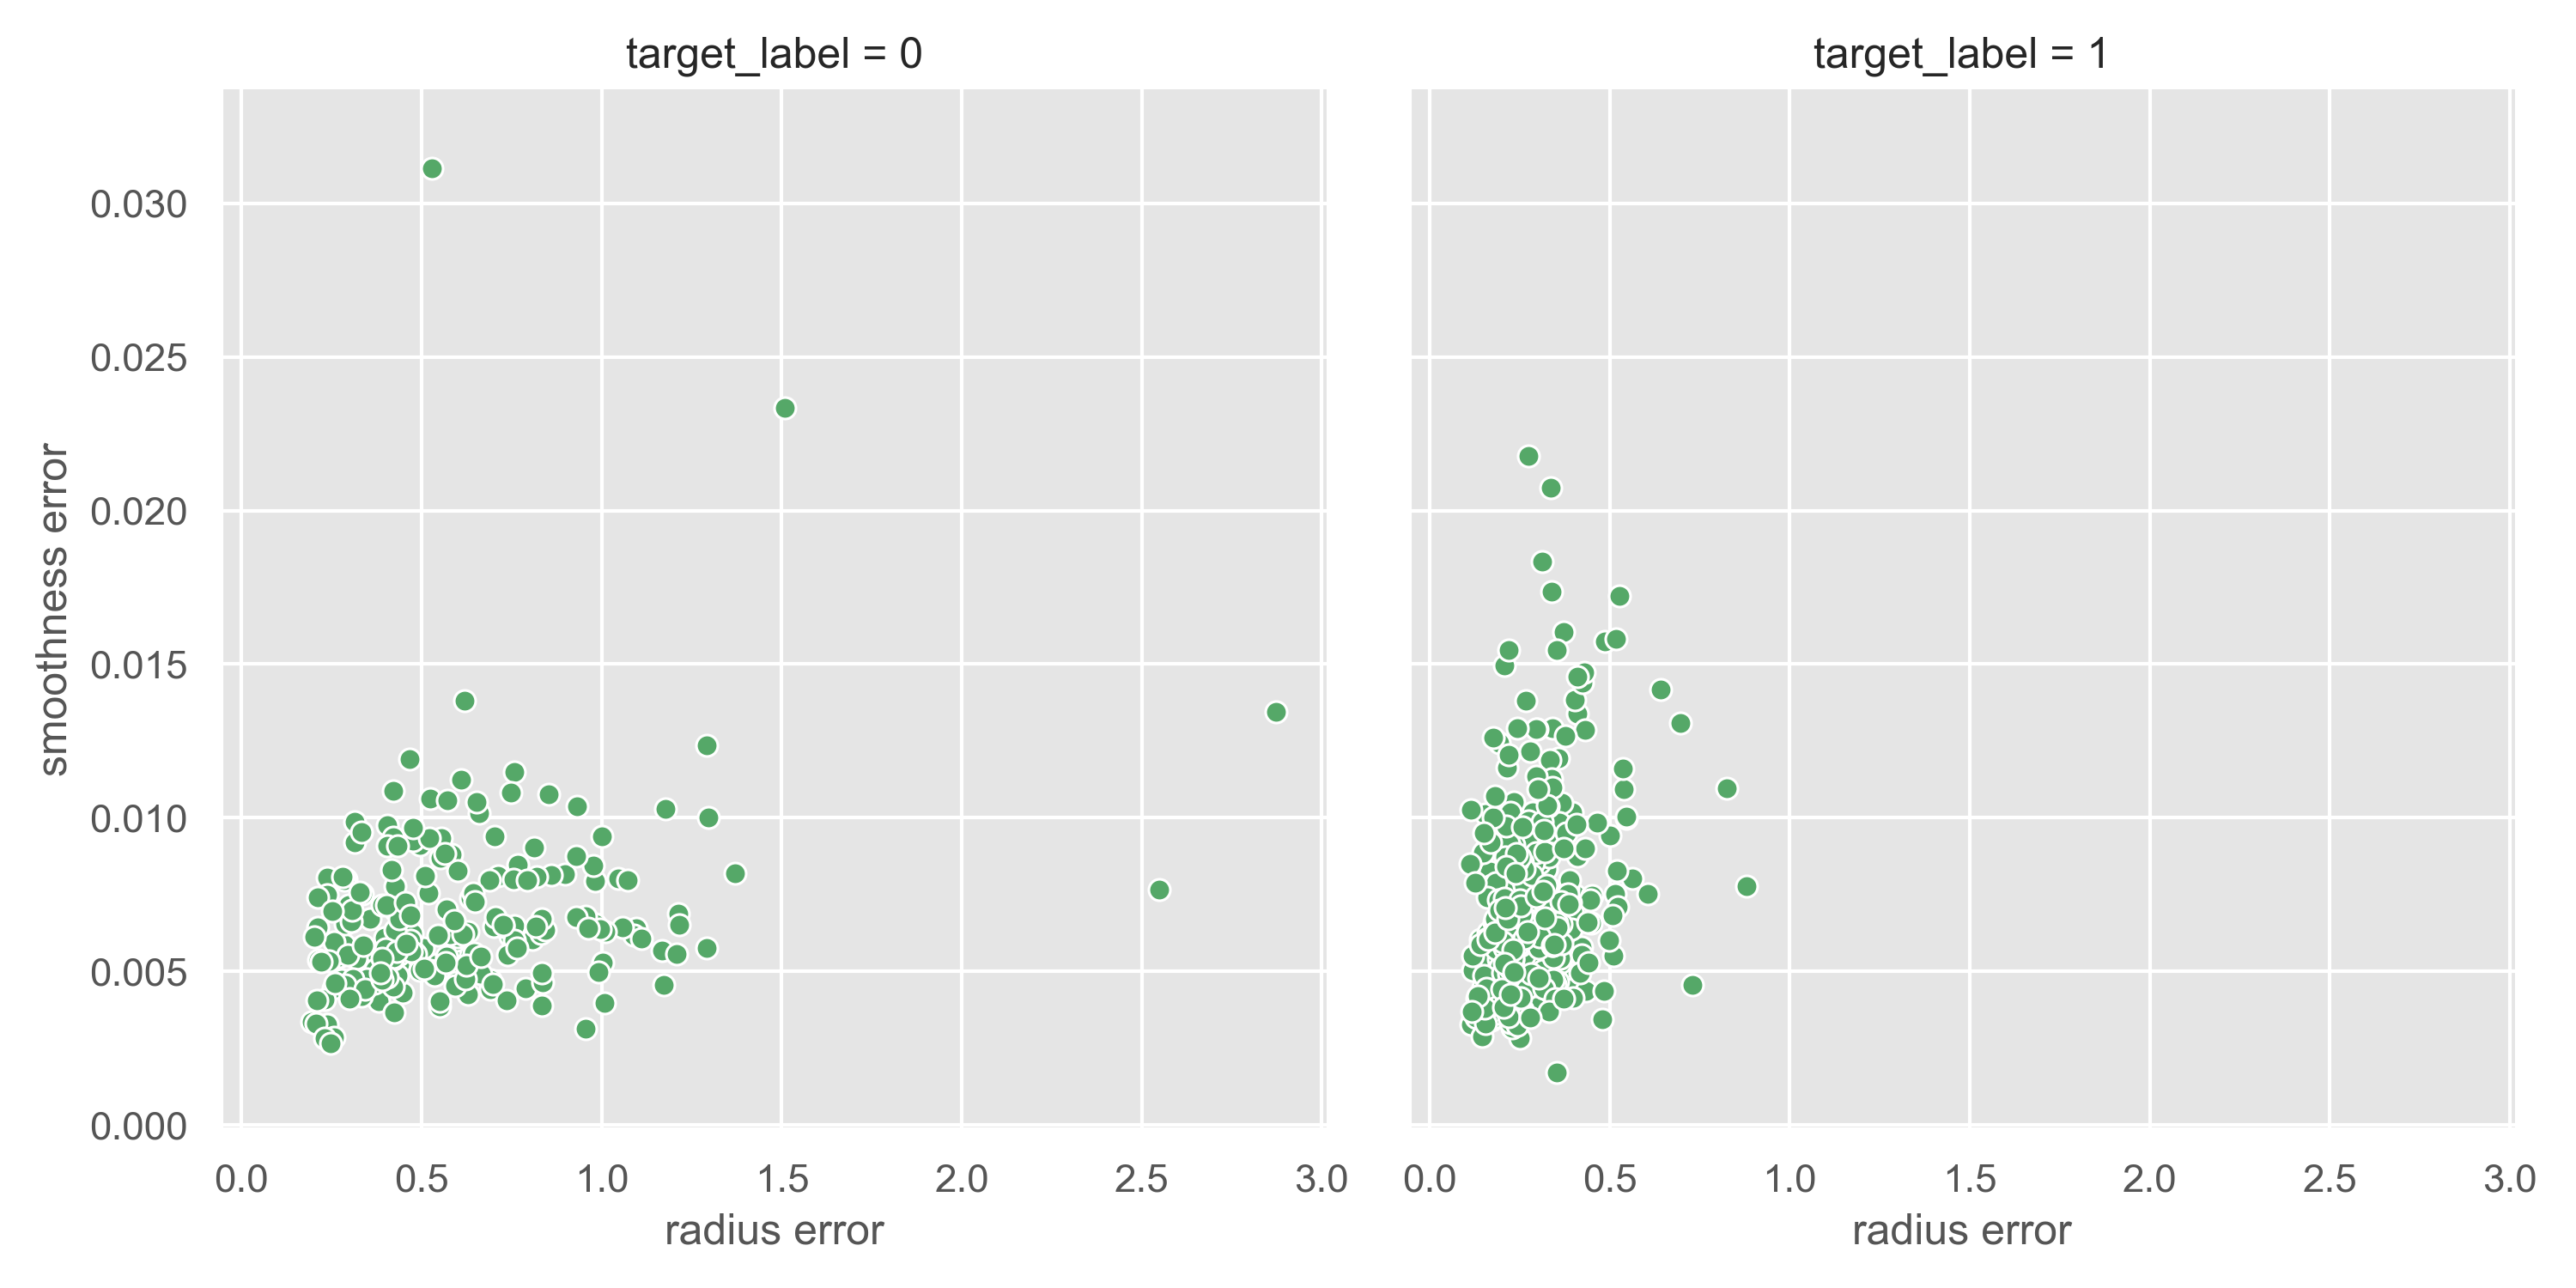 target_label = 0
target_label = 1
smoothness error
0.030
0.025
0.020
0.015
0.010
0.005
0.000
0.0 0.5 1.0 1.5 2.0 2.5 3.0
0.0 0.5 1.0 1.5 2.0 2.5 3.0
radius error
radius error